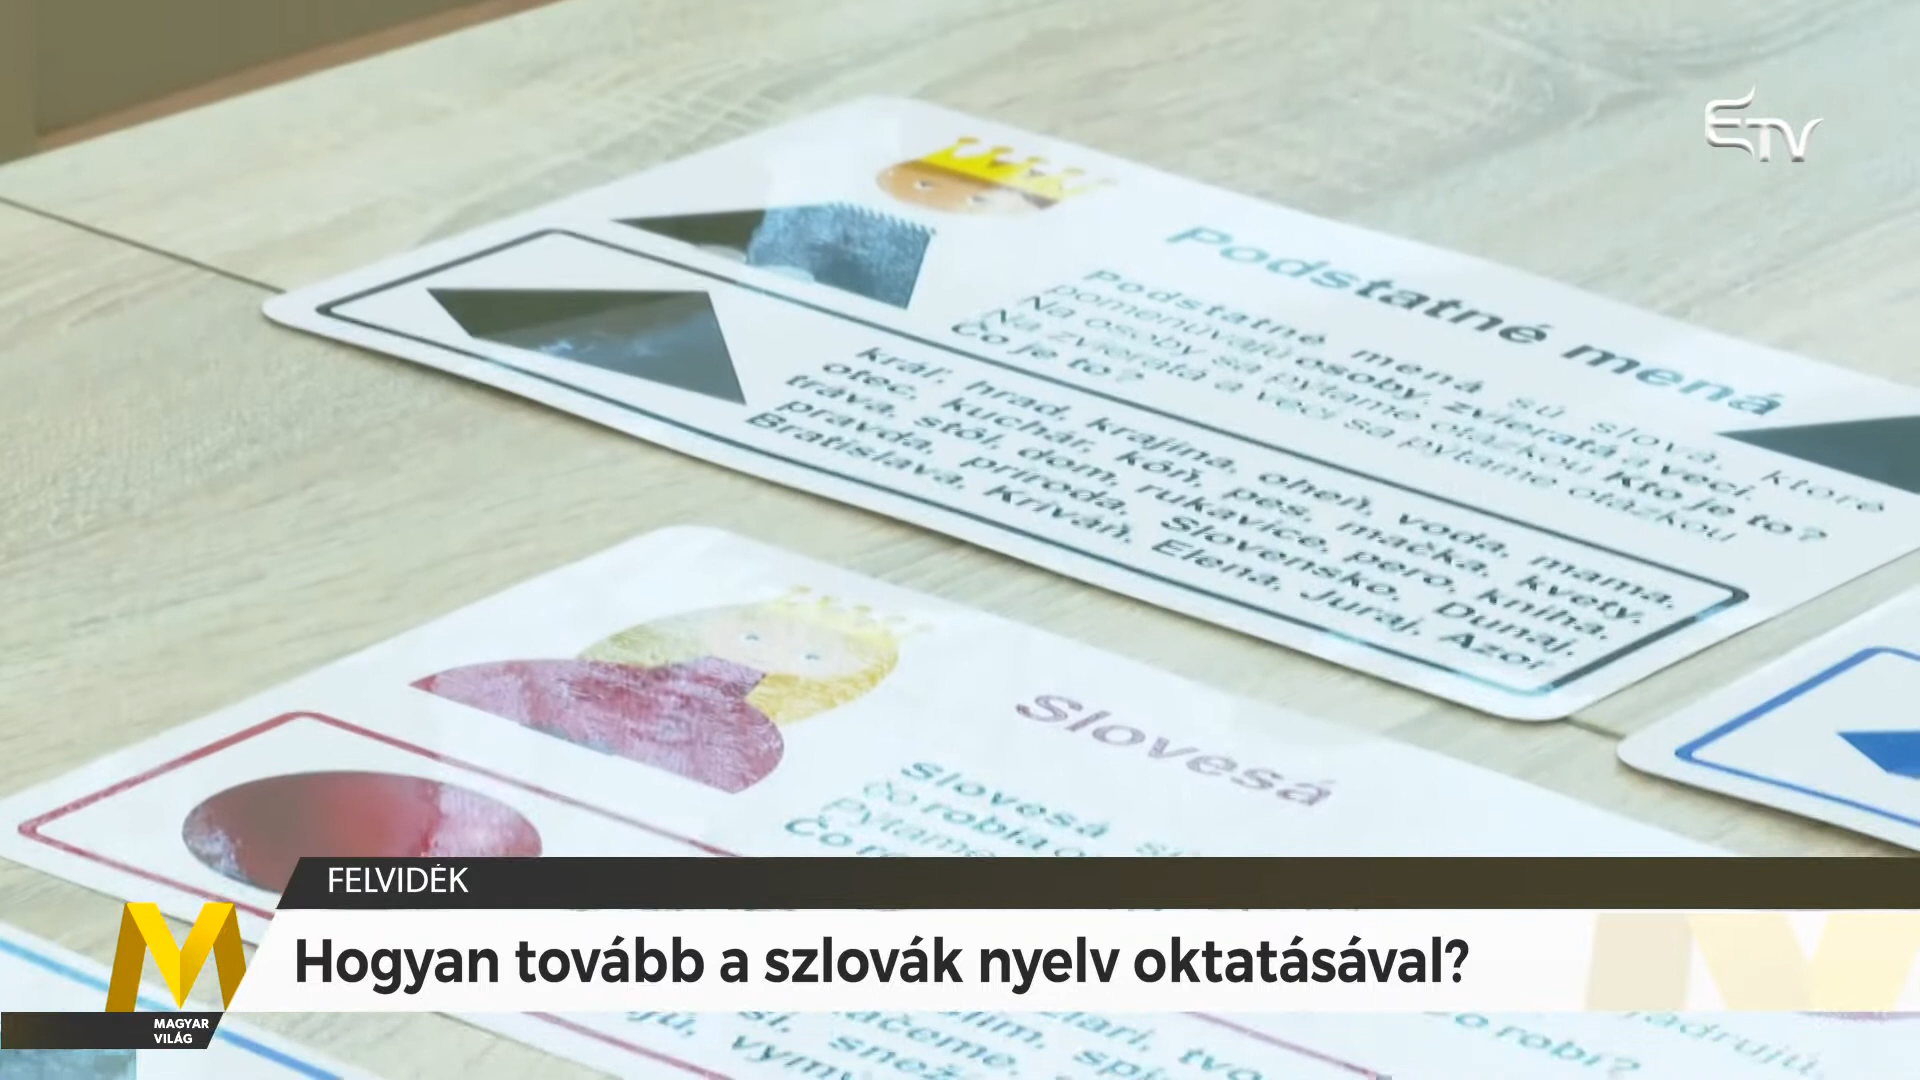 ETV
Podstatné mená
Podstatné mená sú slová, ktoré
pomenúvajú osoby, zvieratá a veci.
Na osoby sa pýtame otázkou Kto je to?
Na zvieratá a veci sa pýtame otázkou
Čo je to?
kráľ, hrad, krajina, oheň, voda, mama,
otec, kuchár, kôň, pes, mačka, kvety,
tráva, stôl, dom, rukavice, pero, kniha,
pravda, príroda, Slovensko, Dunaj,
Bratislava, Kriváň, Elena, Juraj, Azor
Slovesá
Slovesá
čo robia
FELVIDÉK
Hogyan tovább a szlovák nyelv oktatásával?
MAGYAR
VILÁG